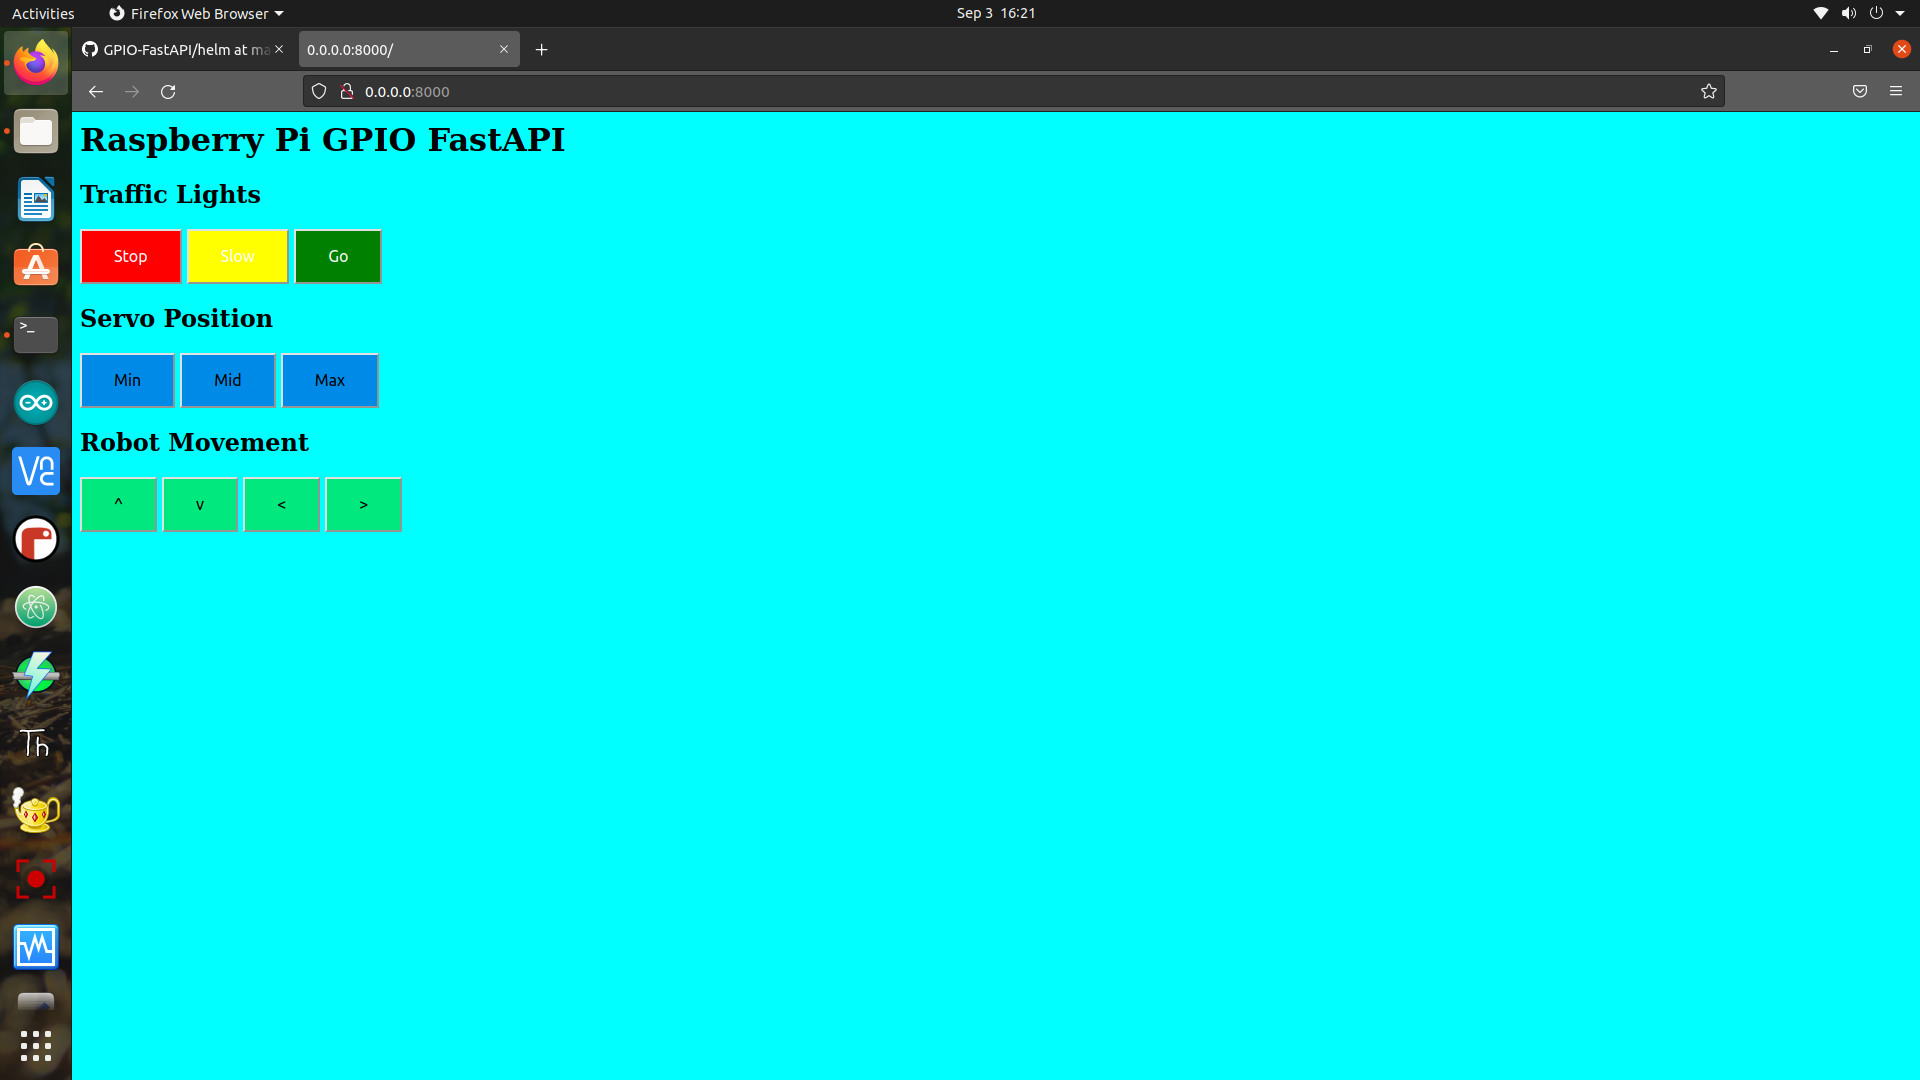 Activities
Firefox Web Browser
Sep 3 16:21
GPIO-FastAPI/helm at ma
0.0.0.0:8000/
0.0.0.0:8000
Raspberry Pi GPIO FastAPI
Traffic Lights
Stop Slow Go
Servo Position
Min Mid Max
Robot Movement
^ v < >
>_
Th